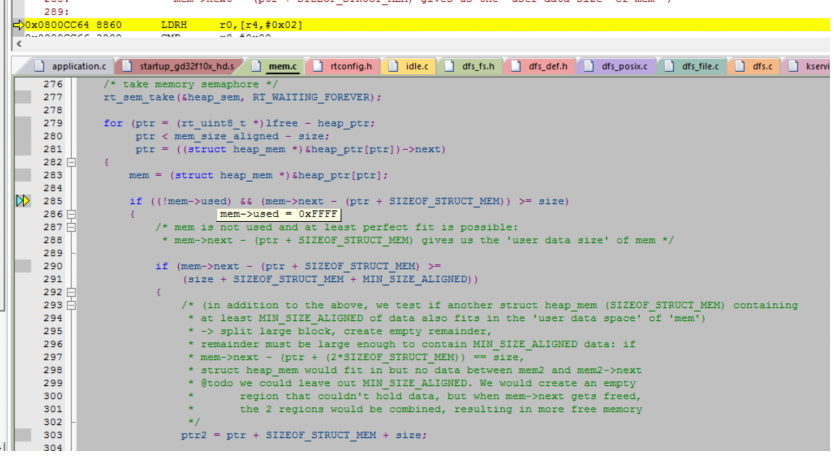 288: * mem->next - (ptr + SIZEOF_STRUCT_MEM) gives us the 'user data size' of mem */
289:
0x0800CC64 8860 LDRH r0,[r4,#0x02]
application.c startup_gd32f10x_hd.s mem.c rtconfig.h idle.c dfs_fs.h dfs_def.h dfs_posix.c dfs_file.c dfs.c kservi
276 /* take memory semaphore */
277 rt_sem_take(&heap_sem, RT_WAITING_FOREVER);
278
279 for (ptr = (rt_uint8_t *)lfree - heap_ptr;
280 ptr < mem_size_aligned - size;
281 ptr = ((struct heap_mem *)&heap_ptr[ptr])->next)
282 {
283 mem = (struct heap_mem *)&heap_ptr[ptr];
284
285 if ((!mem->used) && (mem->next - (ptr + SIZEOF_STRUCT_MEM)) >= size)
286 { mem->used = 0xFFFF
287 /* mem is not used and at least perfect fit is possible:
288 * mem->next - (ptr + SIZEOF_STRUCT_MEM) gives us the 'user data size' of mem */
289
290 if (mem->next - (ptr + SIZEOF_STRUCT_MEM) >=
291 (size + SIZEOF_STRUCT_MEM + MIN_SIZE_ALIGNED))
292 {
293 /* (in addition to the above, we test if another struct heap_mem (SIZEOF_STRUCT_MEM) containing
294 * at least MIN_SIZE_ALIGNED of data also fits in the 'user data space' of 'mem')
295 * -> split large block, create empty remainder,
296 * remainder must be large enough to contain MIN_SIZE_ALIGNED data: if
297 * mem->next - (ptr + (2*SIZEOF_STRUCT_MEM)) == size,
298 * struct heap_mem would fit in but no data between mem2 and mem2->next
299 * @todo we could leave out MIN_SIZE_ALIGNED. We would create an empty
300 * region that couldn't hold data, but when mem->next gets freed,
301 * the 2 regions would be combined, resulting in more free memory
302 */
303 ptr2 = ptr + SIZEOF_STRUCT_MEM + size;
304